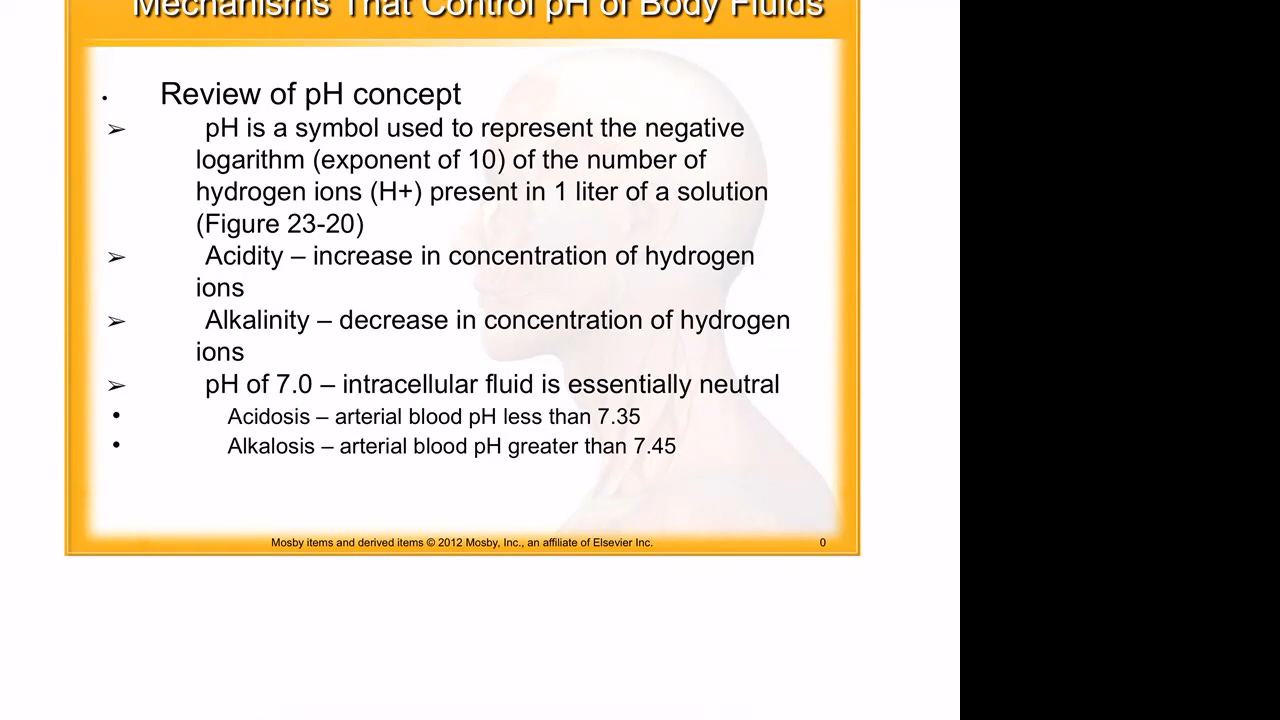 Mechanisms That Control pH of Body Fluids
• Review of pH concept
➢ pH is a symbol used to represent the negative
logarithm (exponent of 10) of the number of
hydrogen ions (H+) present in 1 liter of a solution
(Figure 23-20)
➢ Acidity – increase in concentration of hydrogen
ions
➢ Alkalinity – decrease in concentration of hydrogen
ions
➢ pH of 7.0 – intracellular fluid is essentially neutral
• Acidosis – arterial blood pH less than 7.35
• Alkalosis – arterial blood pH greater than 7.45
Mosby items and derived items © 2012 Mosby, Inc., an affiliate of Elsevier Inc. 0